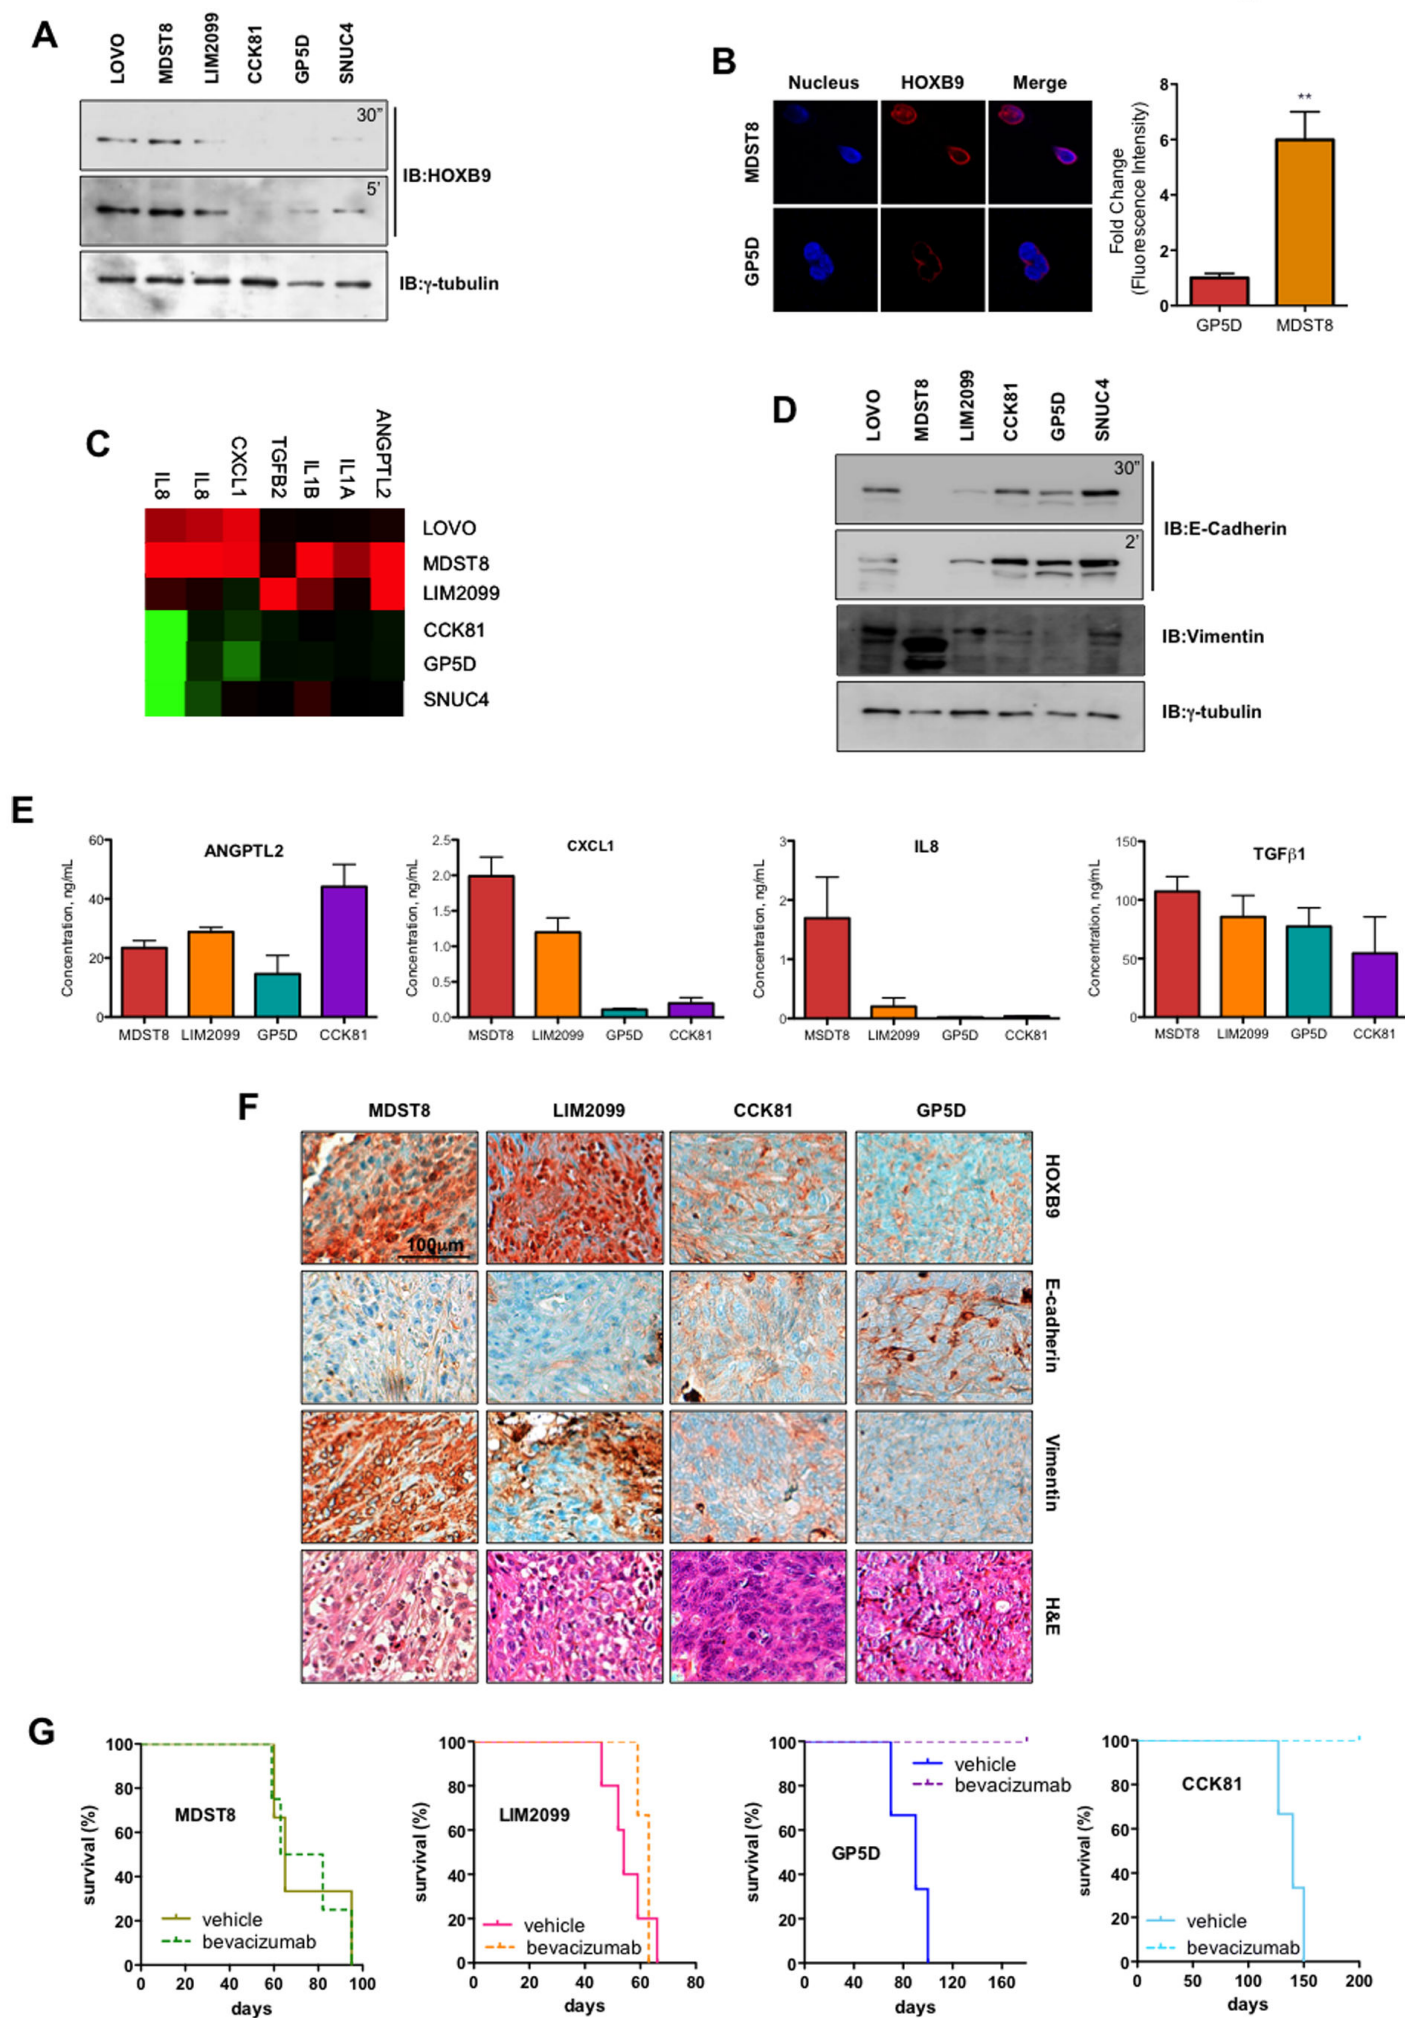 A
LOVO
MDST8
LIM2099
CCK81
GP5D
SNUC4
30"
5'
IB:HOXB9
IB:γ-tubulin
B
Nucleus HOXB9 Merge
MDST8
GP5D
Fold Change
(Fluorescence Intensity)
8
6
4
2
0
**
GP5D MDST8
C
IL8
IL8
CXCL1
TGFB2
IL1B
IL1A
ANGPTL2
LOVO
MDST8
LIM2099
CCK81
GP5D
SNUC4
D
LOVO
MDST8
LIM2099
CCK81
GP5D
SNUC4
30"
2'
IB:E-Cadherin
IB:Vimentin
IB:γ-tubulin
E
ANGPTL2
Concentration, ng/mL
60
40
20
0
MDST8 LIM2099 GP5D CCK81
CXCL1
Concentration, ng/mL
2.5
2.0
1.5
1.0
0.5
0.0
MSDT8 LIM2099 GP5D CCK81
IL8
Concentration, ng/mL
3
2
1
0
MSDT8 LIM2099 GP5D CCK81
TGFβ1
Concentration, ng/mL
150
100
50
0
MDST8 LIM2099 GP5D CCK81
F
MDST8 LIM2099 CCK81 GP5D
100µm
HOXB9
E-cadherin
Vimentin
H&E
G
survival (%)
100
80
60
40
20
0
MDST8
vehicle
bevacizumab
0 20 40 60 80 100
days
survival (%)
100
80
60
40
20
0
LIM2099
vehicle
bevacizumab
0 20 40 60 80
days
survival (%)
100
80
60
40
20
0
vehicle
bevacizumab
GP5D
0 40 80 120 160
days
survival (%)
100
80
60
40
20
0
CCK81
vehicle
bevacizumab
0 50 100 150 200
days